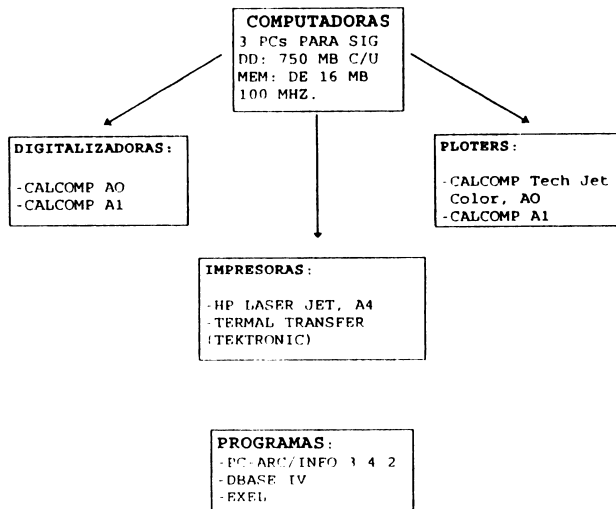 COMPUTADORAS
3 PCs PARA SIG
DD: 750 MB C/U
MEM: DE 16 MB
100 MHZ.
DIGITALIZADORAS:
-CALCOMP AO
-CALCOMP A1
PLOTERS:
-CALCOMP Tech Jet
Color, AO
-CALCOMP A1
IMPRESORAS:
-HP LASER JET, A4
-TERMAL TRANSFER
(TEKTRONIC)
PROGRAMAS:
-PC-ARC/INFO 3 4 2
-DBASE IV
-EXEL